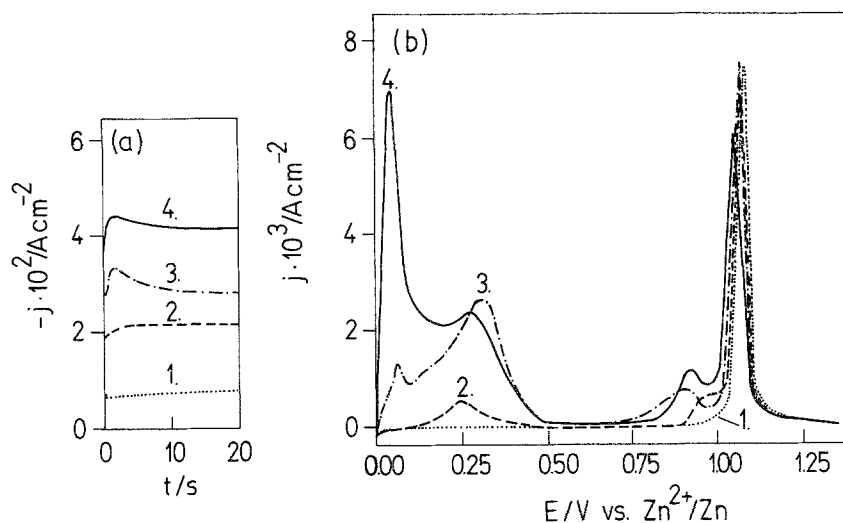 (a)
-j·10²/Acm⁻²
6
4
2
0
4.
3.
2.
1.
0 10 20
t/s
(b)
j·10³/Acm⁻²
8
6
4
2
0
4.
3.
2.
1.
0.00 0.25 0.50 0.75 1.00 1.25
E/V vs. Zn²⁺/Zn